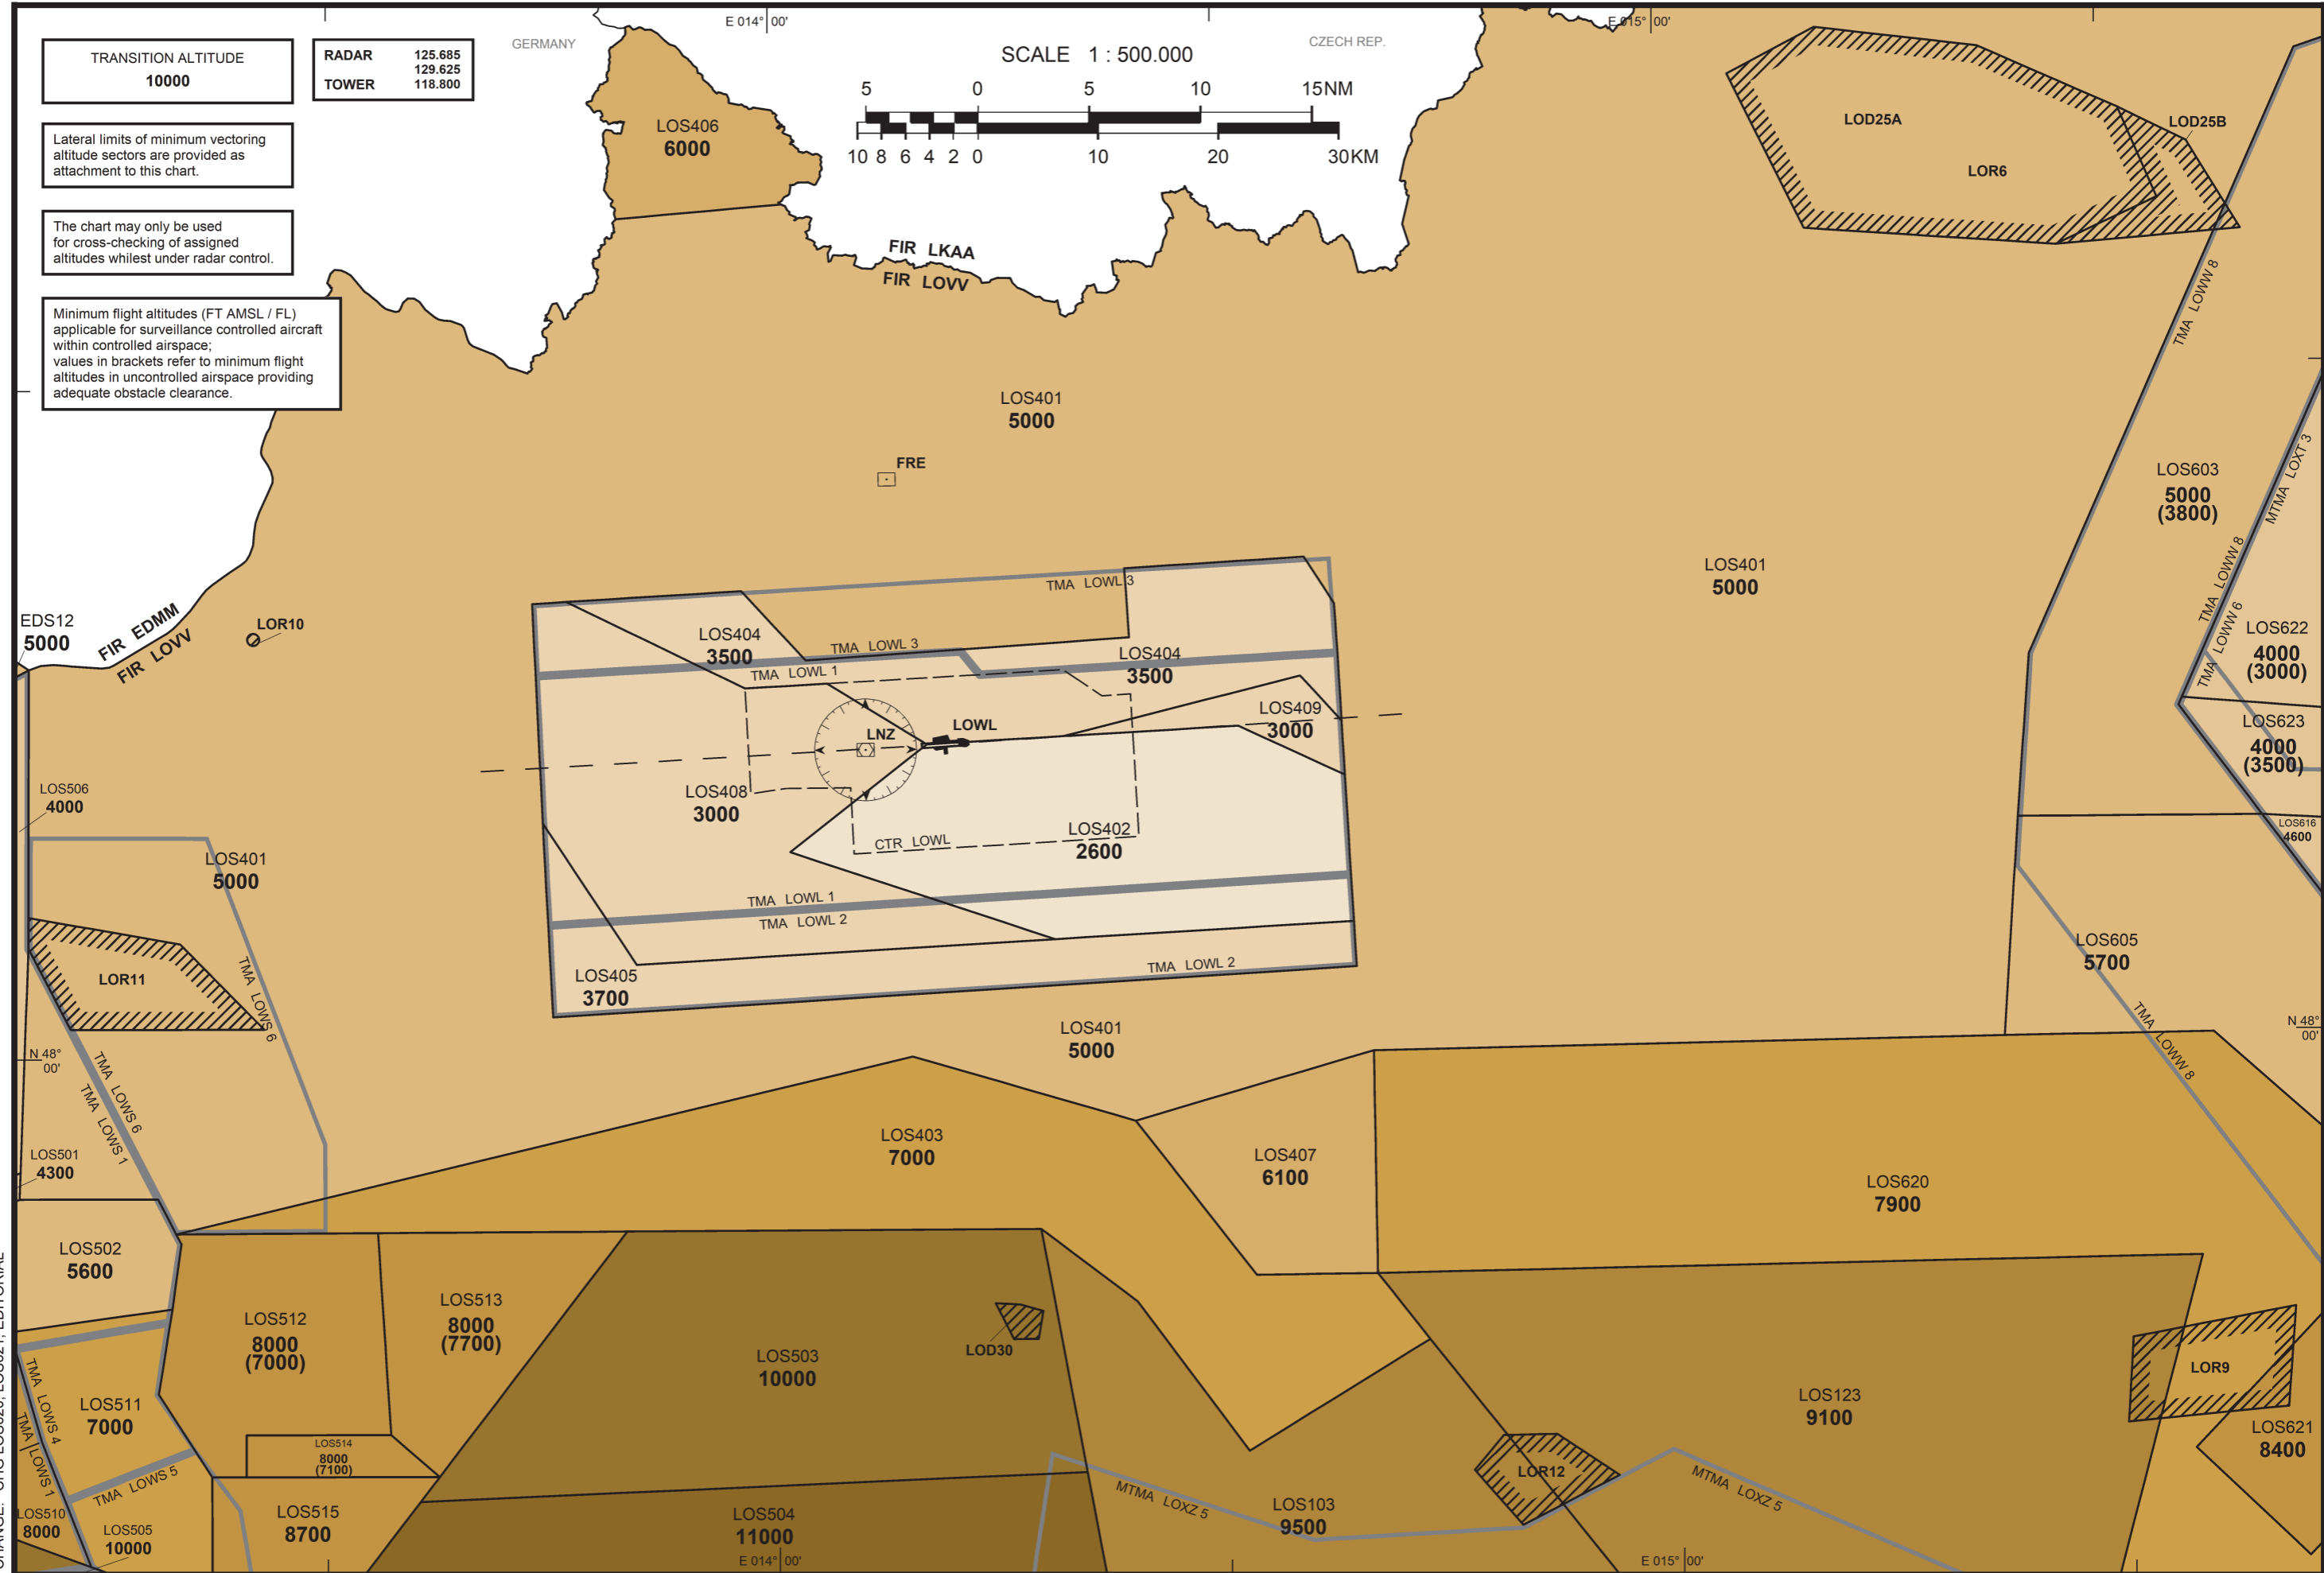 E 014° 00'
E 015° 00'
TRANSITION ALTITUDE
10000
RADAR 125.685
129.625
TOWER 118.800
GERMANY
SCALE 1 : 500.000
CZECH REP.
5 0 5 10 15NM
10 8 6 4 2 0 10 20 30KM
Lateral limits of minimum vectoring
altitude sectors are provided as
attachment to this chart.
The chart may only be used
for cross-checking of assigned
altitudes whilest under radar control.
Minimum flight altitudes (FT AMSL / FL)
applicable for surveillance controlled aircraft
within controlled airspace;
values in brackets refer to minimum flight
altitudes in uncontrolled airspace providing
adequate obstacle clearance.
LOS406
6000
LOD25A
LOD25B
LOR6
FIR LKAA
FIR LOVV
TMA LOWW 8
LOS401
5000
FRE
LOS603
5000
(3800)
MTMA LOXT 3
TMA LOWW 8
TMA LOWW 6
LOS401
5000
EDS12
5000
FIR EDMM
FIR LOVV
LOR10
TMA LOWL 3
LOS404
3500
TMA LOWL 3
TMA LOWL 1
LOS404
3500
LOS622
4000
(3000)
LOS409
3000
LNZ
LOWL
LOS623
4000
(3500)
LOS506
4000
LOS408
3000
LOS402
2600
CTR LOWL
LOS616
4600
LOS401
5000
TMA LOWL 1
TMA LOWL 2
LOS605
5700
LOR11
TMA LOWS 6
LOS405
3700
TMA LOWL 2
LOS401
5000
TMA LOWW 8
N 48°
00'
N 48°
00'
TMA LOWS 6
TMA LOWS 1
LOS403
7000
LOS407
6100
LOS620
7900
LOS501
4300
LOS502
5600
LOS512
8000
(7000)
LOS513
8000
(7700)
LOS503
10000
LOD30
LOR9
LOS123
9100
LOS511
7000
TMA LOWS 4
TMA LOWS 1
LOS621
8400
LOS514
8000
(7100)
TMA LOWS 5
LOR12
MTMA LOXZ 5
MTMA LOXZ 5
LOS103
9500
LOS510
8000
LOS505
10000
LOS515
8700
LOS504
11000
E 014° 00'
E 015° 00'